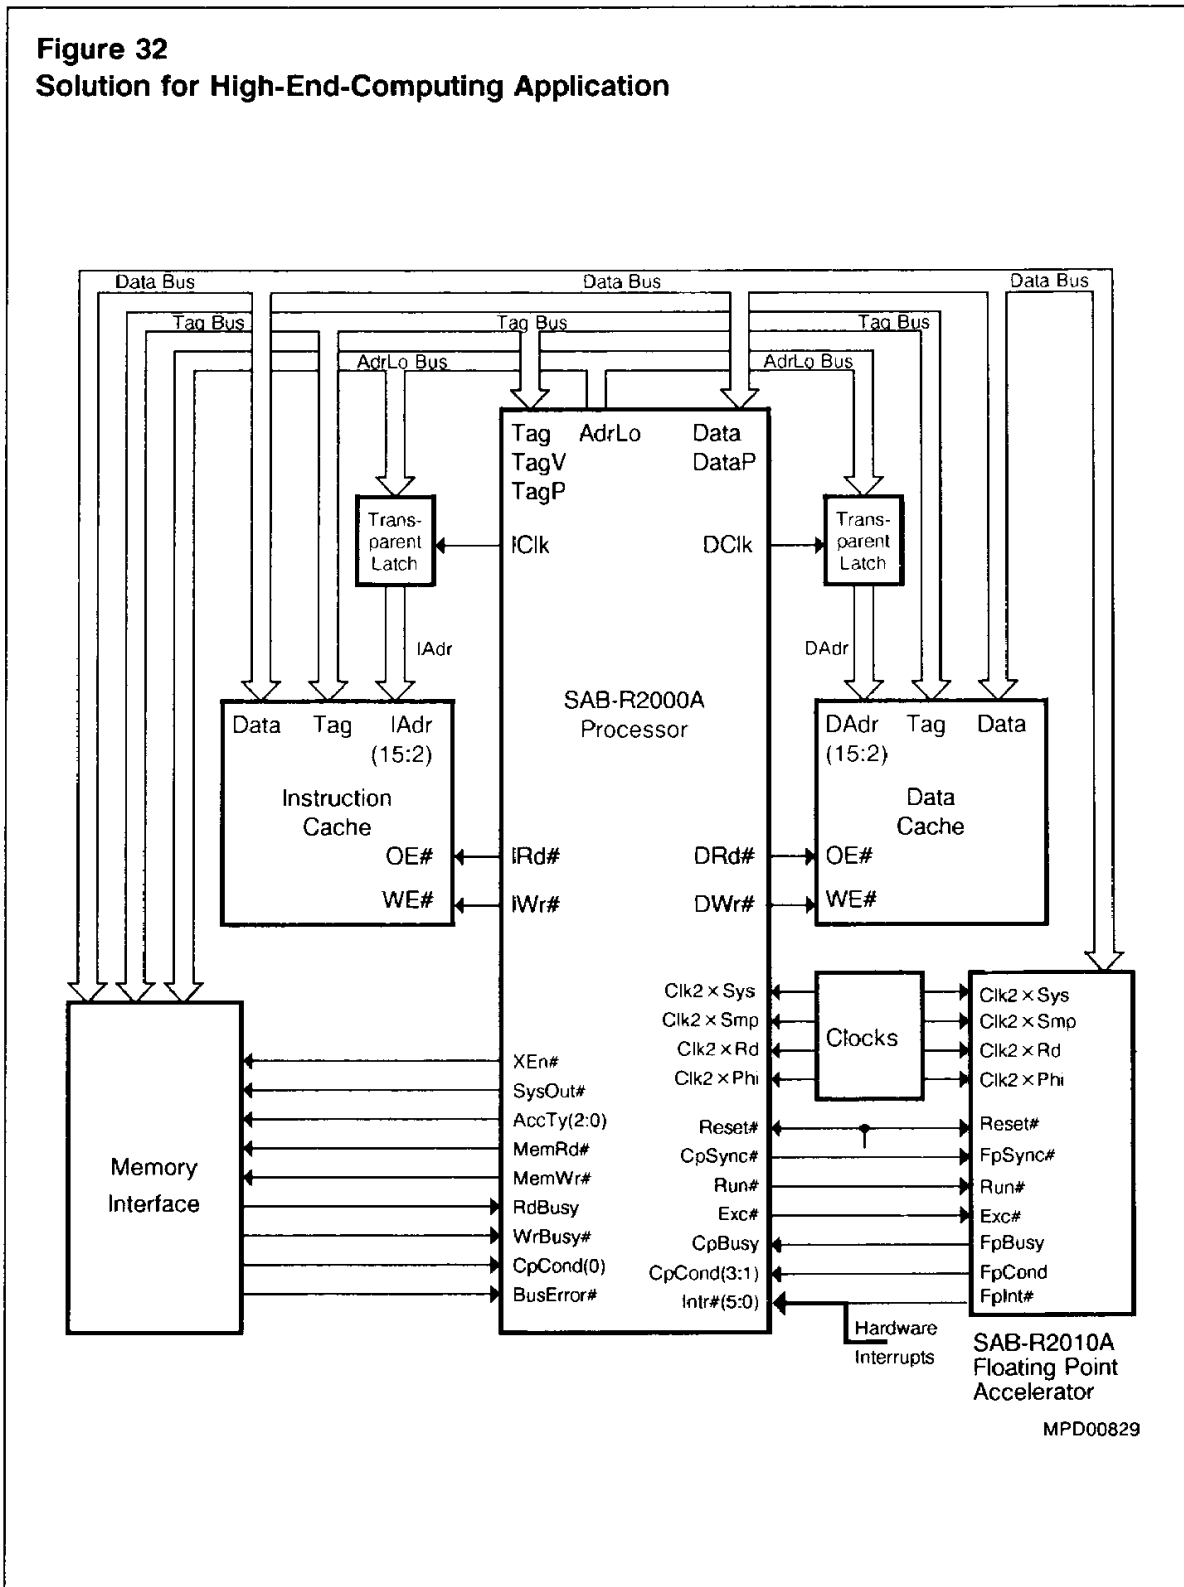 Figure 32
Solution for High-End-Computing Application
Data Bus
Data Bus
Data Bus
Tag Bus
Tag Bus
Tag Bus
AdrLo Bus
AdrLo Bus
Tag AdrLo Data
TagV DataP
TagP
Trans-
parent
Latch
IClk
DClk
Trans-
parent
Latch
IAdr
DAdr
SAB-R2000A
Processor
Data Tag IAdr
(15:2)
Instruction
Cache
OE#
WE#
IRd#
IWr#
DRd#
DWr#
DAdr Tag Data
(15:2)
Data
Cache
OE#
WE#
Memory
Interface
XEn#
SysOut#
AccTy(2:0)
MemRd#
MemWr#
RdBusy
WrBusy#
CpCond(0)
BusError#
Clk2×Sys
Clk2×Smp
Clk2×Rd
Clk2×Phi
Reset#
CpSync#
Run#
Exc#
CpBusy
CpCond(3:1)
Intr#(5:0)
Clocks
Clk2×Sys
Clk2×Smp
Clk2×Rd
Clk2×Phi
Reset#
FpSync#
Run#
Exc#
FpBusy
FpCond
FpInt#
Hardware
Interrupts
SAB-R2010A
Floating Point
Accelerator
MPD00829